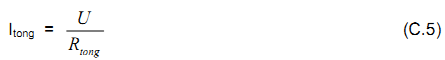 I_tong = U / R_tong (C.5)